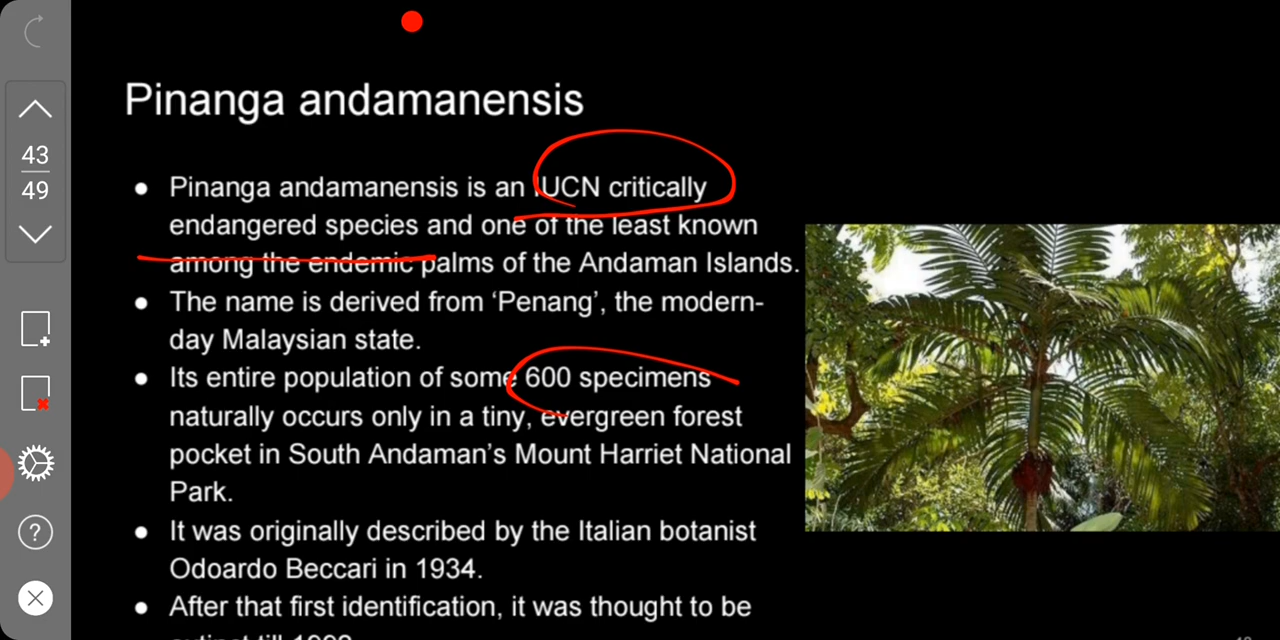 43
49
Pinanga andamanensis
● Pinanga andamanensis is an IUCN critically
endangered species and one of the least known
among the endemic palms of the Andaman Islands.
● The name is derived from ‘Penang’, the modern-
day Malaysian state.
● Its entire population of some 600 specimens
naturally occurs only in a tiny, evergreen forest
pocket in South Andaman’s Mount Harriet National
Park.
● It was originally described by the Italian botanist
Odoardo Beccari in 1934.
● After that first identification, it was thought to be
?